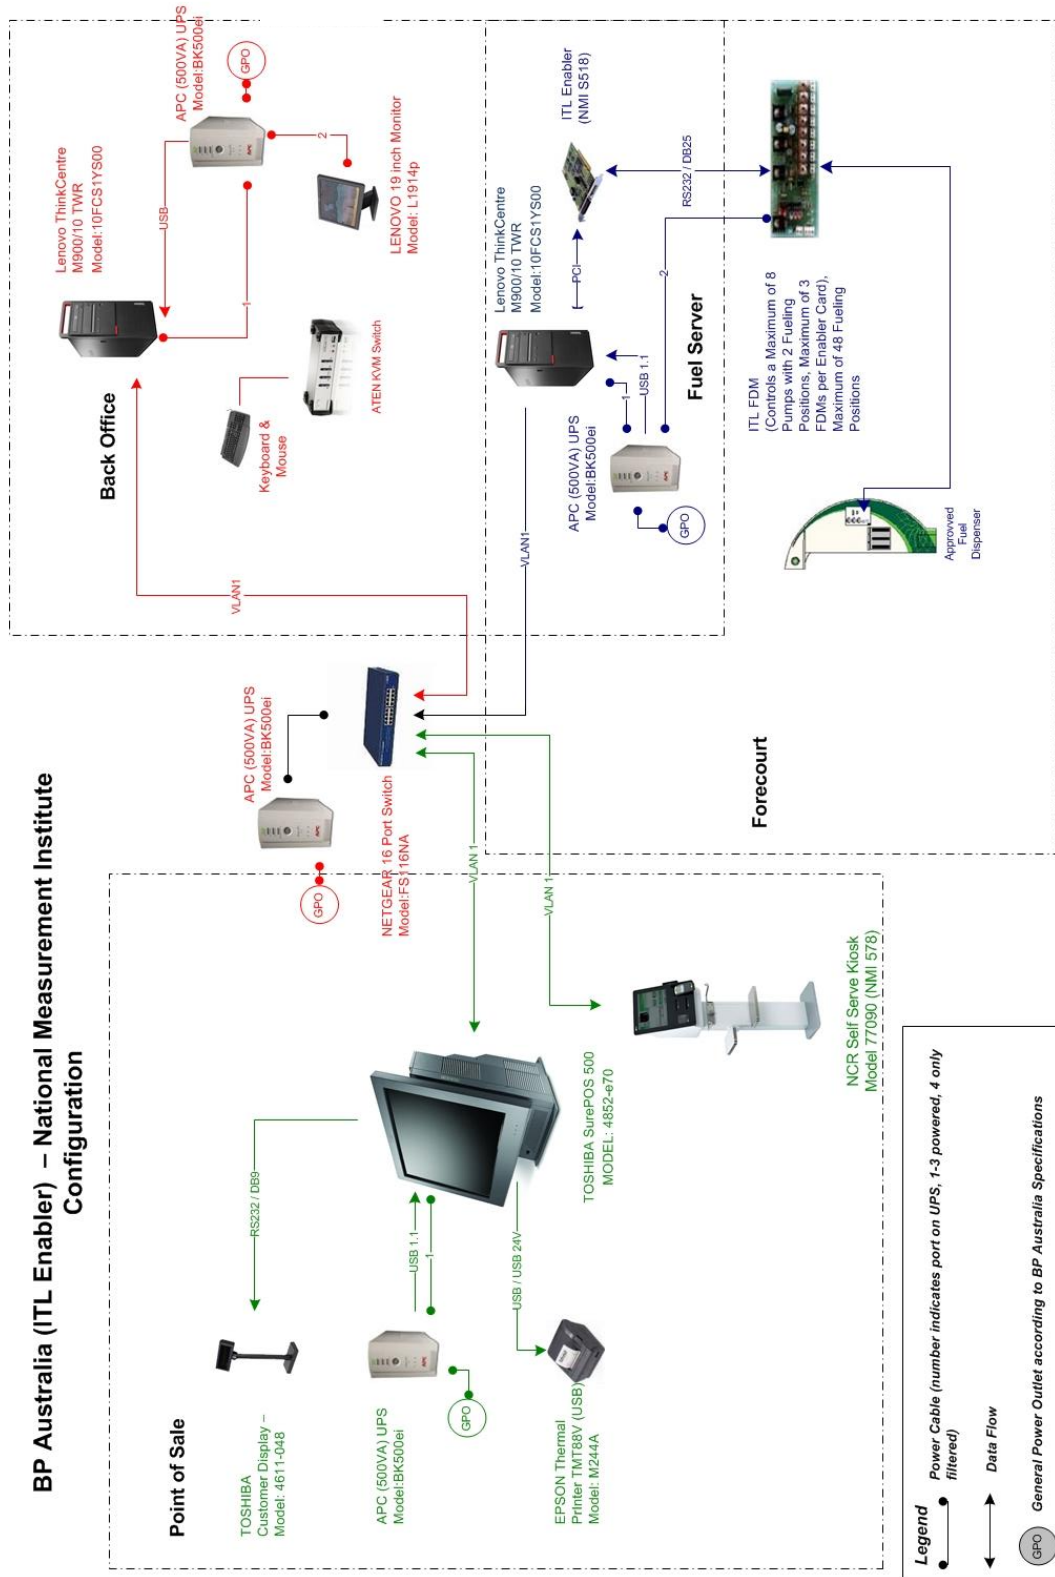 BP Australia (ITL Enabler) – National Measurement Institute
Configuration
Point of Sale
TOSHIBA
Customer Display –
Model: 4611-048
RS232 / DB9
APC (500VA) UPS
Model:BK500ei
GPO
USB 1.1
1
USB / USB 24V
EPSON Thermal
Printer TMT88V (USB)
Model: M244A
TOSHIBA SurePOS 500
MODEL: 4852-e70
NCR Self Serve Kiosk
Model 77090 (NMI 578)
VLAN 1
VLAN 1
APC (500VA) UPS
Model:BK500ei
GPO
NETGEAR 16 Port Switch
Model:FS116NA
VLAN1
VLAN1
Back Office
Keyboard &
Mouse
ATEN KVM Switch
Lenovo ThinkCentre
M900/10 TWR
Model:10FCS1YS00
USB
1
APC (500VA) UPS
Model:BK500ei
GPO
2
LENOVO 19 inch Monitor
Model: L1914p
Fuel Server
Lenovo ThinkCentre
M900/10 TWR
Model:10FCS1YS00
PCI
ITL Enabler
(NMI S518)
APC (500VA) UPS
Model:BK500ei
GPO
1
USB 1.1
2
RS232 / DB25
Forecourt
ITL FDM
(Controls a Maximum of 8
Pumps with 2 Fueling
Positions, Maximum of 3
FDMs per Enabler Card),
Maximum of 48 Fueling
Positions
Approvved
Fuel
Dispenser
Legend
Power Cable (number indicates port on UPS, 1-3 powered, 4 only
filtered)
Data Flow
GPO
General Power Outlet according to BP Australia Specifications